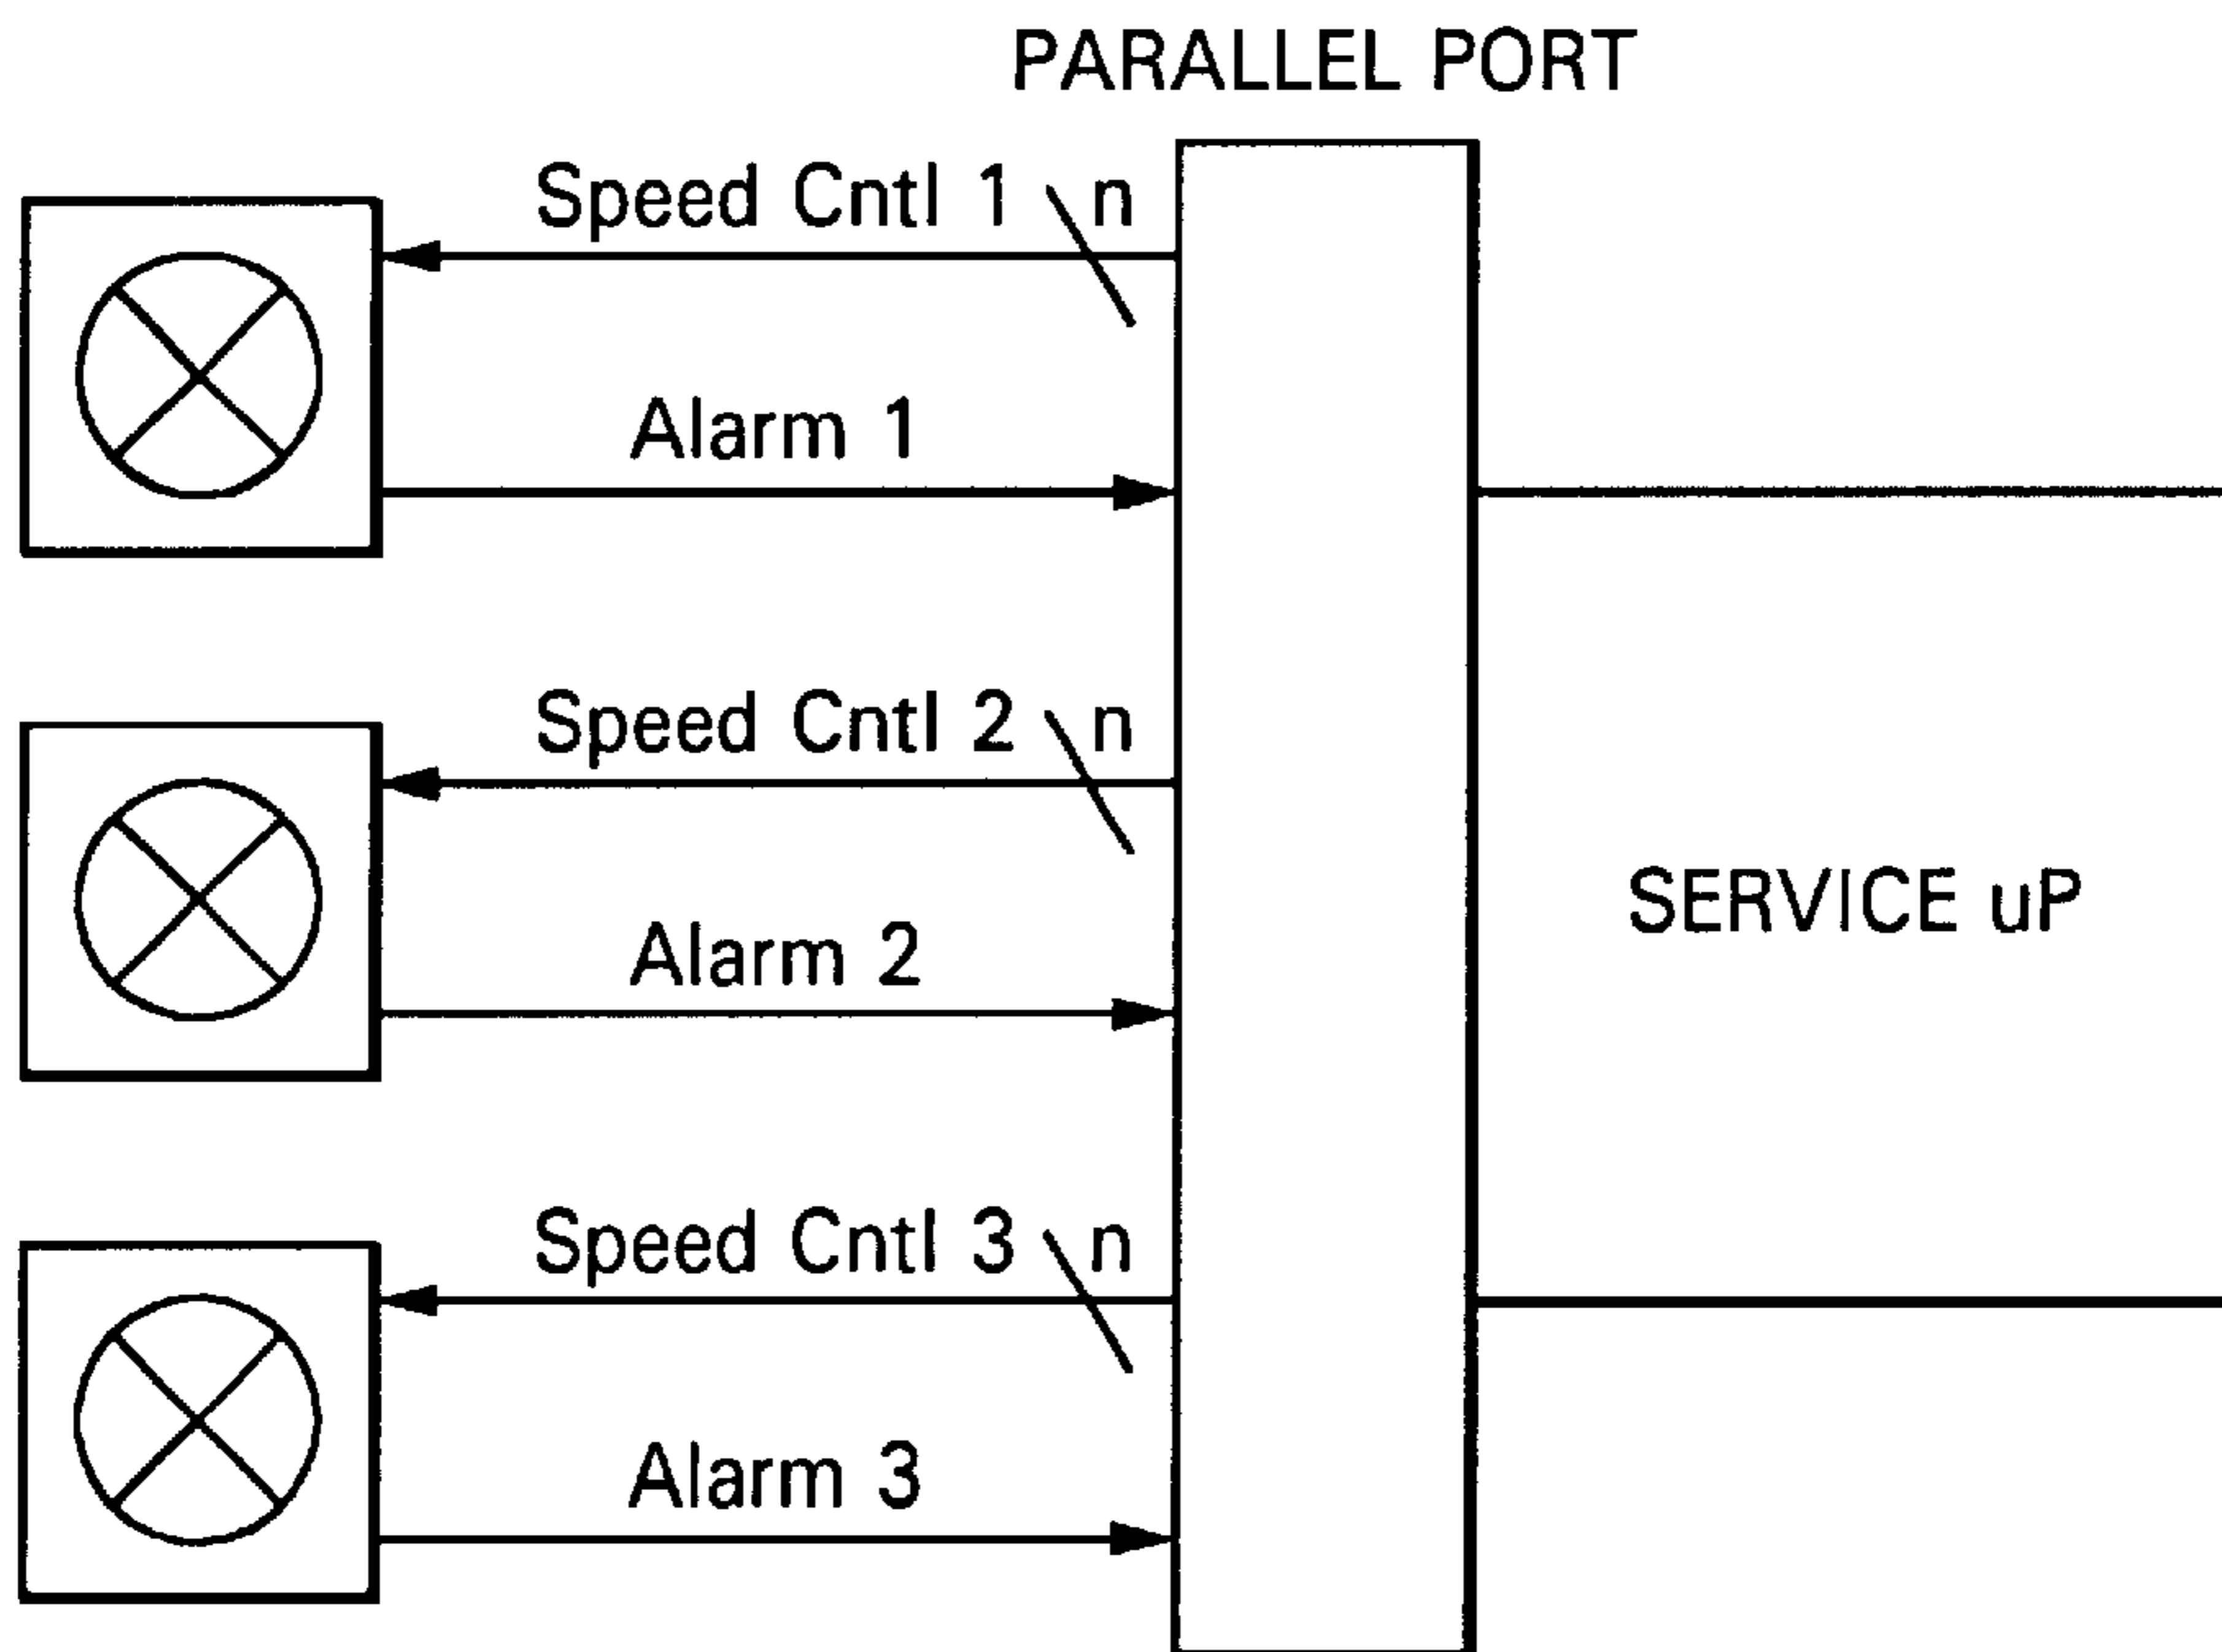 PARALLEL PORT
Speed Cntl 1 n
Alarm 1
Speed Cntl 2 n
Alarm 2
SERVICE uP
Speed Cntl 3 n
Alarm 3